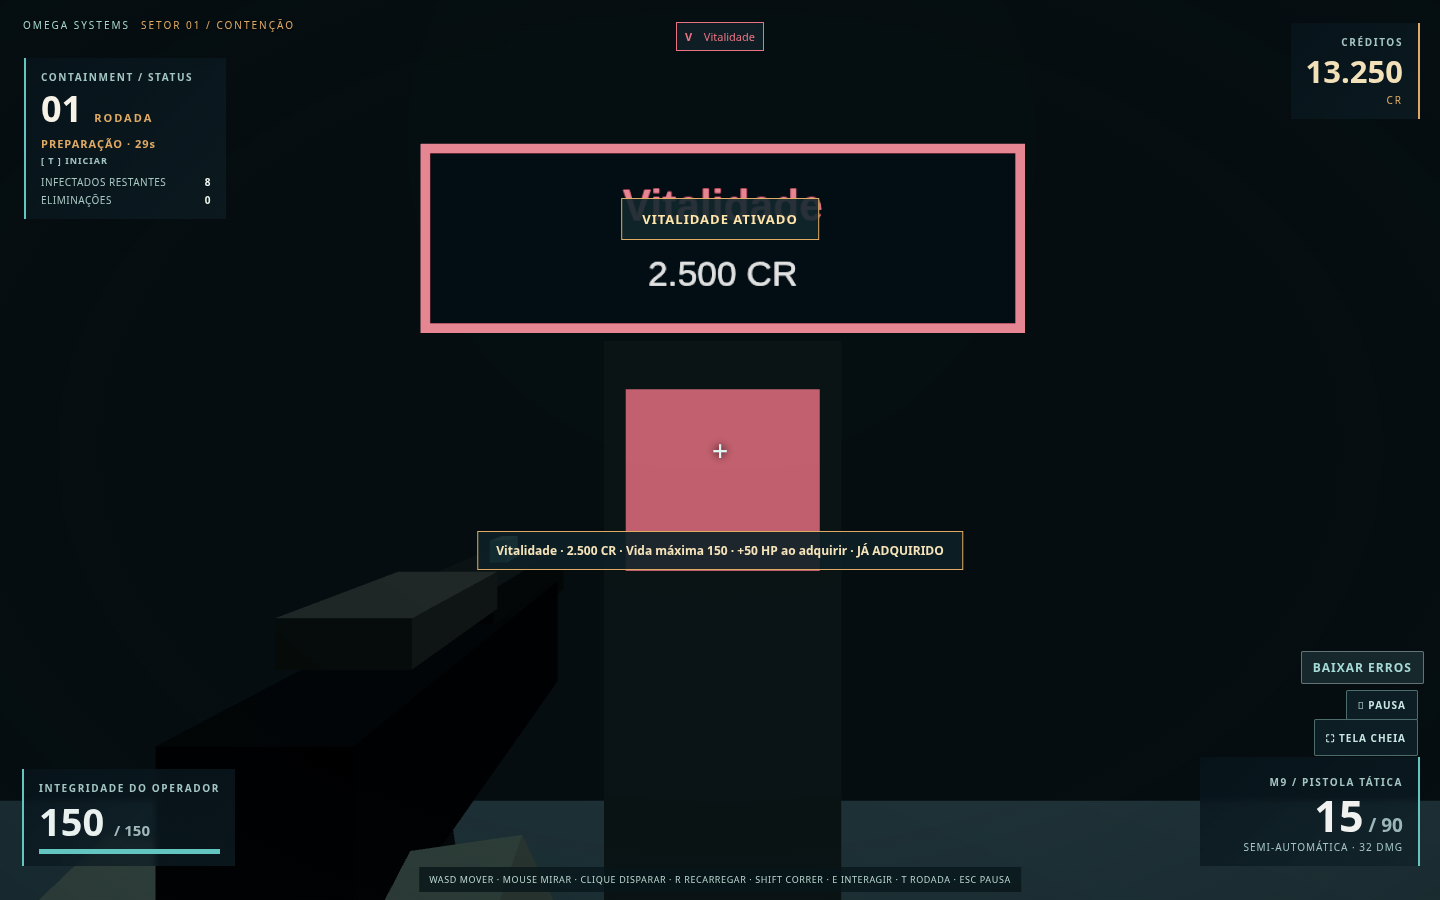 OMEGA SYSTEMS SETOR 01 / CONTENÇÃO
V Vitalidade
CRÉDITOS
13.250
CR
CONTAINMENT / STATUS
01 RODADA
PREPARAÇÃO · 29s
[ T ] INICIAR
INFECTADOS RESTANTES 8
ELIMINAÇÕES 0
Vitalidade
VITALIDADE ATIVADO
2.500 CR
+
Vitalidade · 2.500 CR · Vida máxima 150 · +50 HP ao adquirir · JÁ ADQUIRIDO
BAIXAR ERROS
PAUSA
TELA CHEIA
INTEGRIDADE DO OPERADOR
150 / 150
M9 / PISTOLA TÁTICA
15 / 90
SEMI-AUTOMÁTICA · 32 DMG
WASD MOVER · MOUSE MIRAR · CLIQUE DISPARAR · R RECARREGAR · SHIFT CORRER · E INTERAGIR · T RODADA · ESC PAUSA